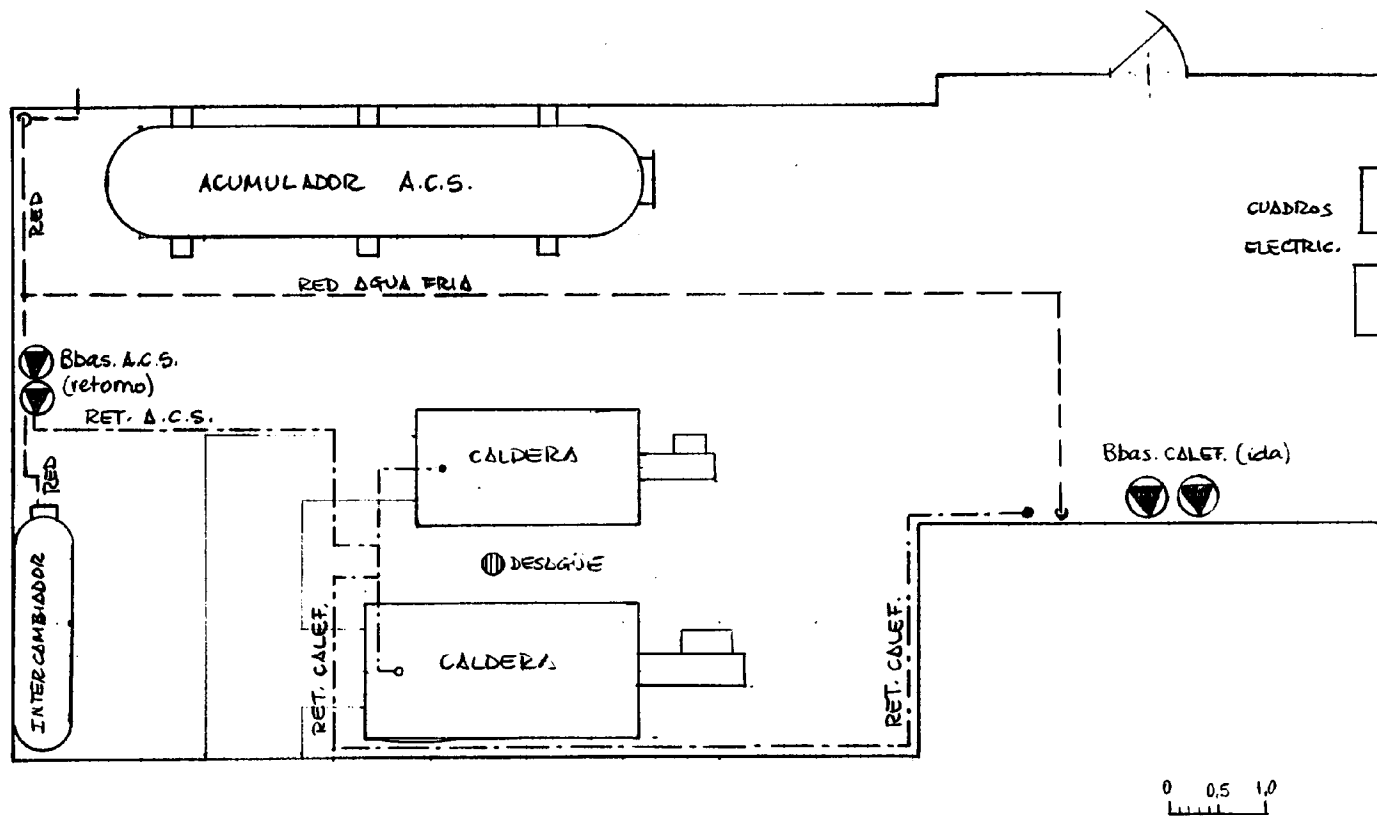 ACUMULADOR A.C.S.
RED
CUADROS
ELECTRIC.
RED AGUA FRIA
Bbas. A.C.S.
(retorno)
RET. A.C.S.
CALDERA
Bbas. CALEF. (ida)
RED
DESAGÜE
INTERCAMBIADOR
RET. CALEF.
CALDERA
RET. CALEF.
0 0,5 1,0